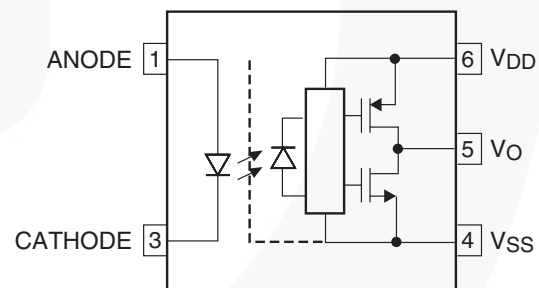 ANODE 1
6 VDD
5 VO
CATHODE 3
4 VSS